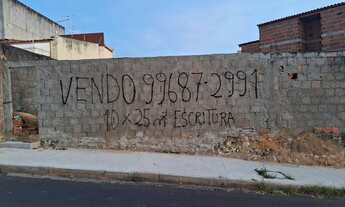 VENDO 99687-2991
10 x 25 m² ESCRITURA